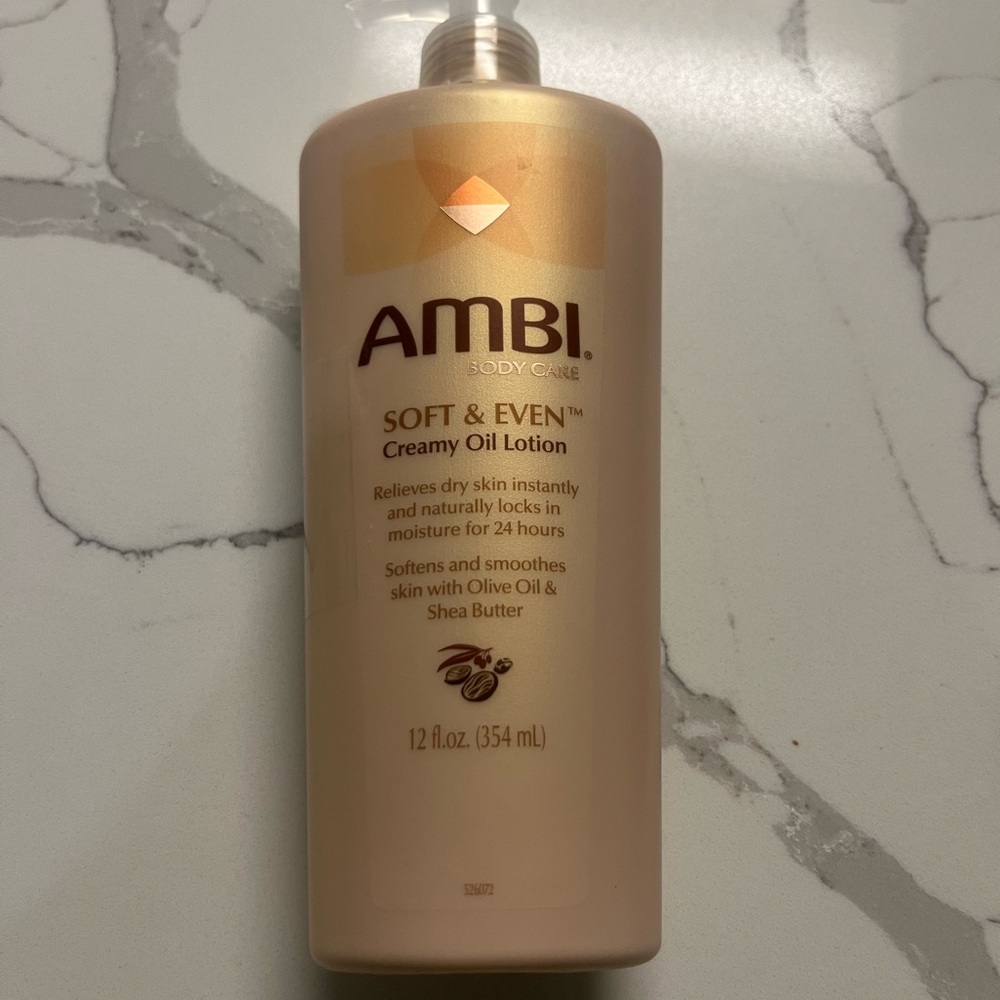 AMBI®
BODY CARE
SOFT & EVEN™
Creamy Oil Lotion
Relieves dry skin instantly
and naturally locks in
moisture for 24 hours
Softens and smoothes
skin with Olive Oil &
Shea Butter
12 fl.oz. (354 mL)
526072